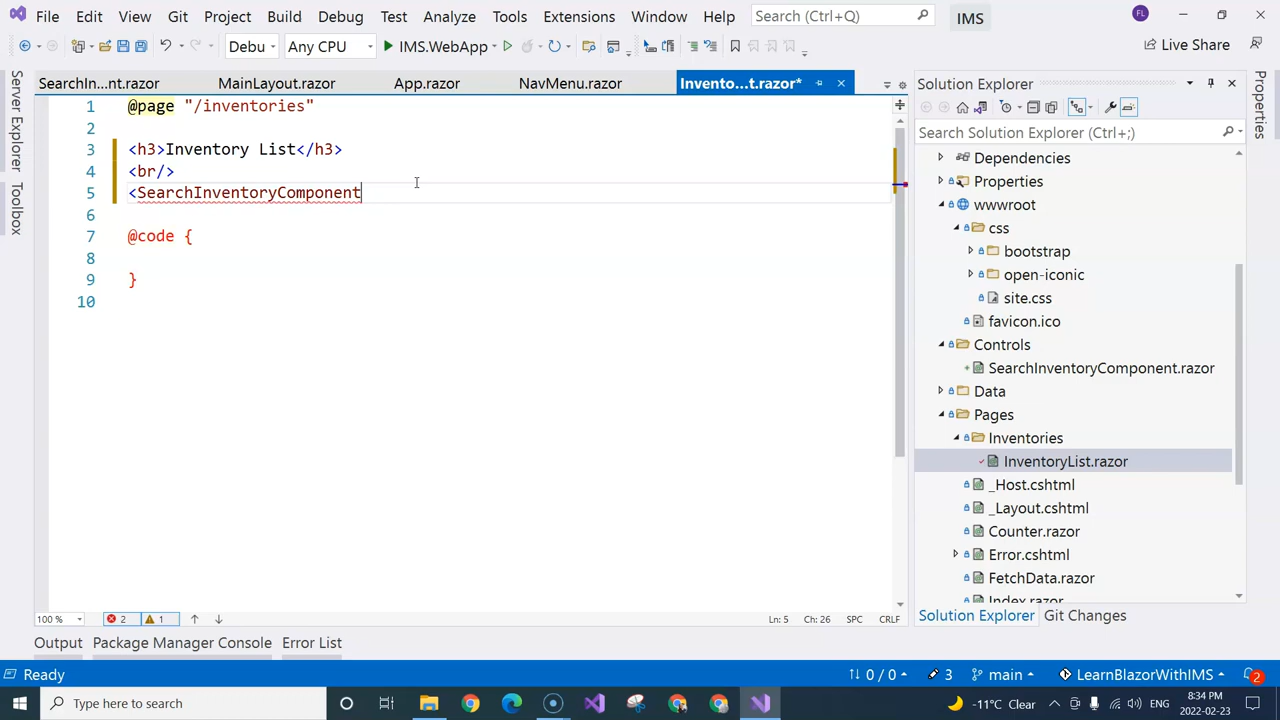 File Edit View Git Project Build Debug Test Analyze Tools Extensions Window Help Search (Ctrl+Q) IMS FL
Debu Any CPU IMS.WebApp Live Share
SearchIn...nt.razor MainLayout.razor App.razor NavMenu.razor Invento...t.razor*
Server Explorer
Toolbox
1 @page "/inventories"
2
3 <h3>Inventory List</h3>
4 <br/>
5 <SearchInventoryComponent
6
7 @code {
8
9 }
10
100 % 2 1 Ln: 5 Ch: 26 SPC CRLF
Solution Explorer
Search Solution Explorer (Ctrl+;)
Dependencies
Properties
wwwroot
css
bootstrap
open-iconic
site.css
favicon.ico
Controls
SearchInventoryComponent.razor
Data
Pages
Inventories
InventoryList.razor
_Host.cshtml
_Layout.cshtml
Counter.razor
Error.cshtml
FetchData.razor
Index.razor
Solution Explorer Git Changes
Properties
Output Package Manager Console Error List
Ready 0 / 0 3 main LearnBlazorWithIMS 2
Type here to search -11°C Clear ENG 8:34 PM
2022-02-23